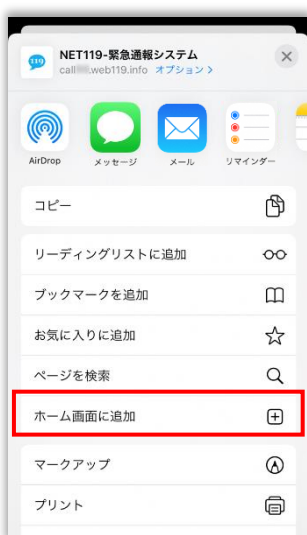 NET119-緊急通報システム
call .web119.info オプション >
AirDrop
メッセージ
メール
リマインダー
コピー
リーディングリストに追加
ブックマークを追加
お気に入りに追加
ページを検索
ホーム画面に追加
マークアップ
プリント